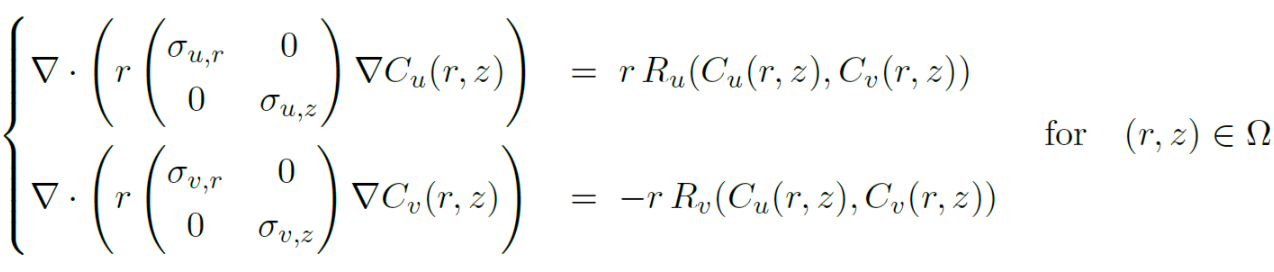 ∇ · ( r ( σ_{u,r} 0 ; 0 σ_{u,z} ) ∇C_u(r, z) ) = r R_u(C_u(r, z), C_v(r, z))
for (r, z) ∈ Ω
∇ · ( r ( σ_{v,r} 0 ; 0 σ_{v,z} ) ∇C_v(r, z) ) = −r R_v(C_u(r, z), C_v(r, z))